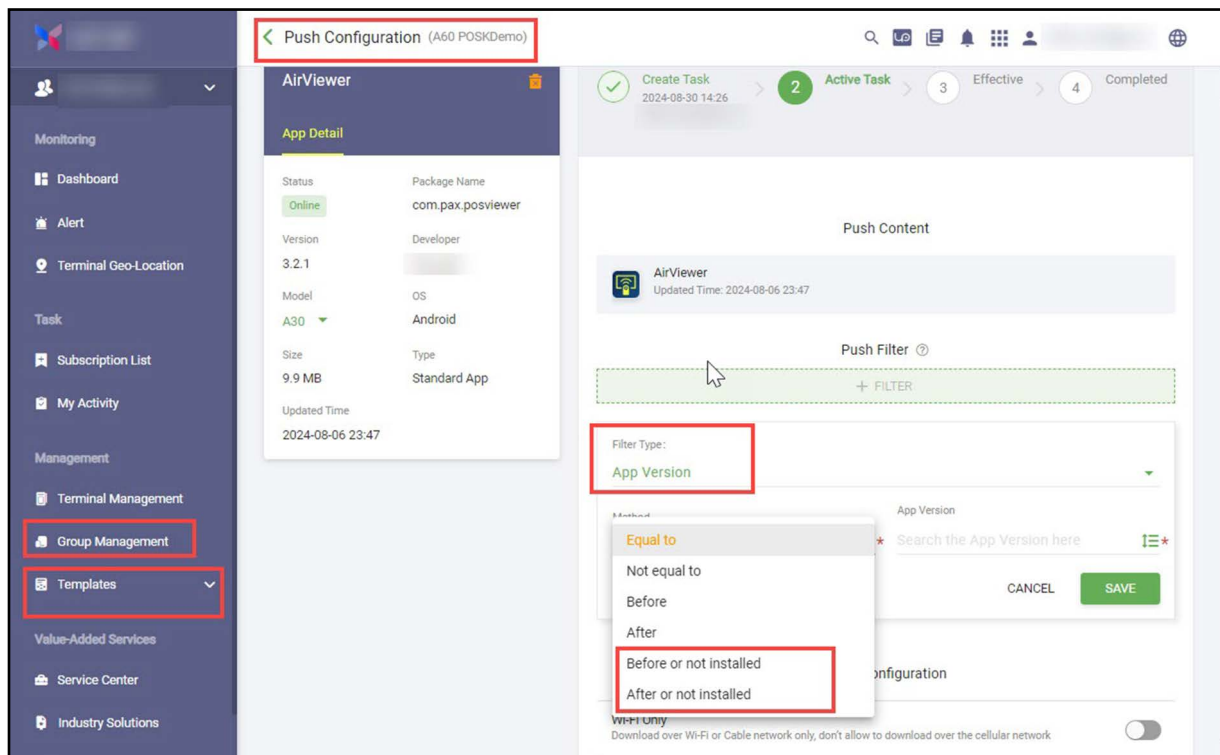 Push Configuration (A60 POSKDemo)
Monitoring
Dashboard
Alert
Terminal Geo-Location
Task
Subscription List
My Activity
Management
Terminal Management
Group Management
Templates
Value-Added Services
Service Center
Industry Solutions
AirViewer
App Detail
Status
Package Name
Online
com.pax.posviewer
Version
Developer
3.2.1
Model
OS
A30
Android
Size
Type
9.9 MB
Standard App
Updated Time
2024-08-06 23:47
Create Task
2024-08-30 14:26
2
Active Task
3
Effective
4
Completed
Push Content
AirViewer
Updated Time: 2024-08-06 23:47
Push Filter
+ FILTER
Filter Type:
App Version
Method
App Version
* Search the App Version here *
Equal to
Not equal to
Before
After
Before or not installed
After or not installed
CANCEL
SAVE
onfiguration
Wi-Fi Only
Download over Wi-Fi or Cable network only, don't allow to download over the cellular network